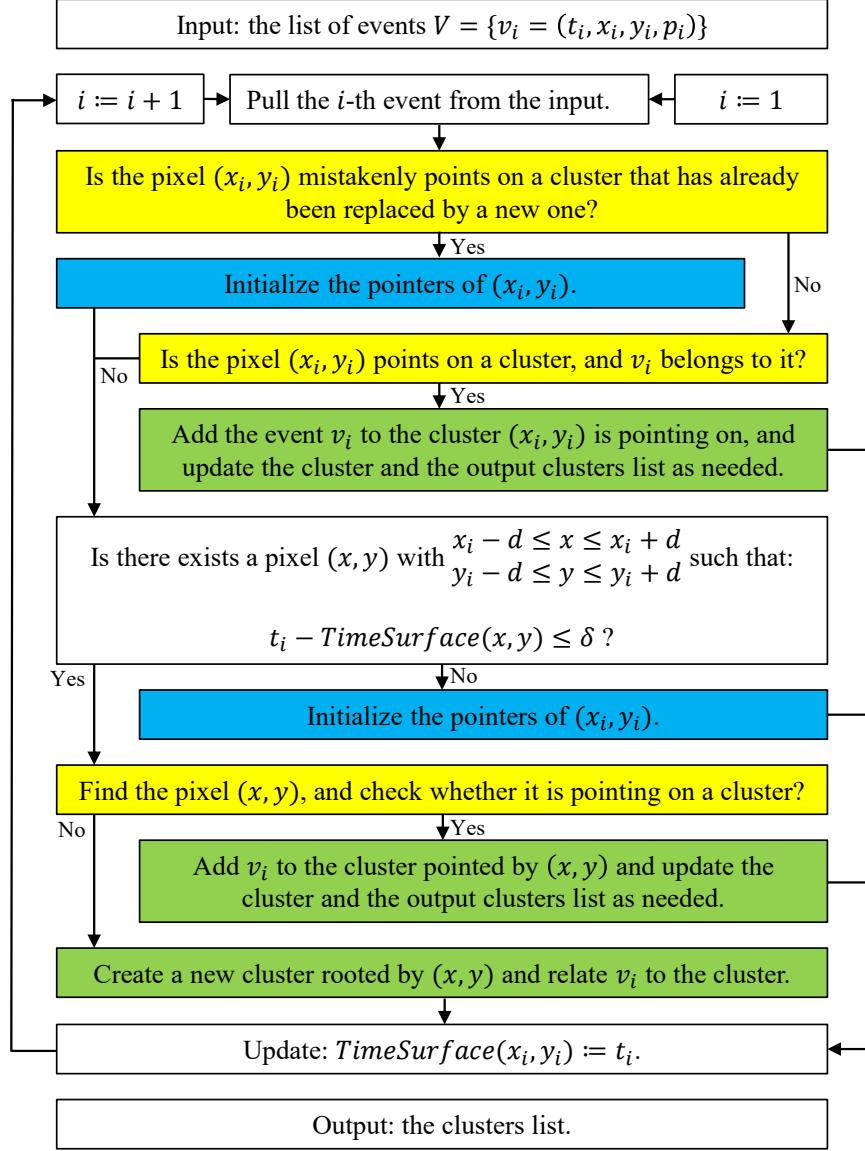 Input: the list of events V = {v_i = (t_i, x_i, y_i, p_i)}
i ≔ i + 1
Pull the i-th event from the input.
i ≔ 1
Is the pixel (x_i, y_i) mistakenly points on a cluster that has already
been replaced by a new one?
Yes
Initialize the pointers of (x_i, y_i).
No
Is the pixel (x_i, y_i) points on a cluster, and v_i belongs to it?
No
Yes
Add the event v_i to the cluster (x_i, y_i) is pointing on, and
update the cluster and the output clusters list as needed.
Is there exists a pixel (x, y) with x_i − d ≤ x ≤ x_i + d
y_i − d ≤ y ≤ y_i + d such that:
t_i − TimeSurface(x, y) ≤ δ ?
Yes
No
Initialize the pointers of (x_i, y_i).
Find the pixel (x, y), and check whether it is pointing on a cluster?
No
Yes
Add v_i to the cluster pointed by (x, y) and update the
cluster and the output clusters list as needed.
Create a new cluster rooted by (x, y) and relate v_i to the cluster.
Update: TimeSurface(x_i, y_i) ≔ t_i.
Output: the clusters list.